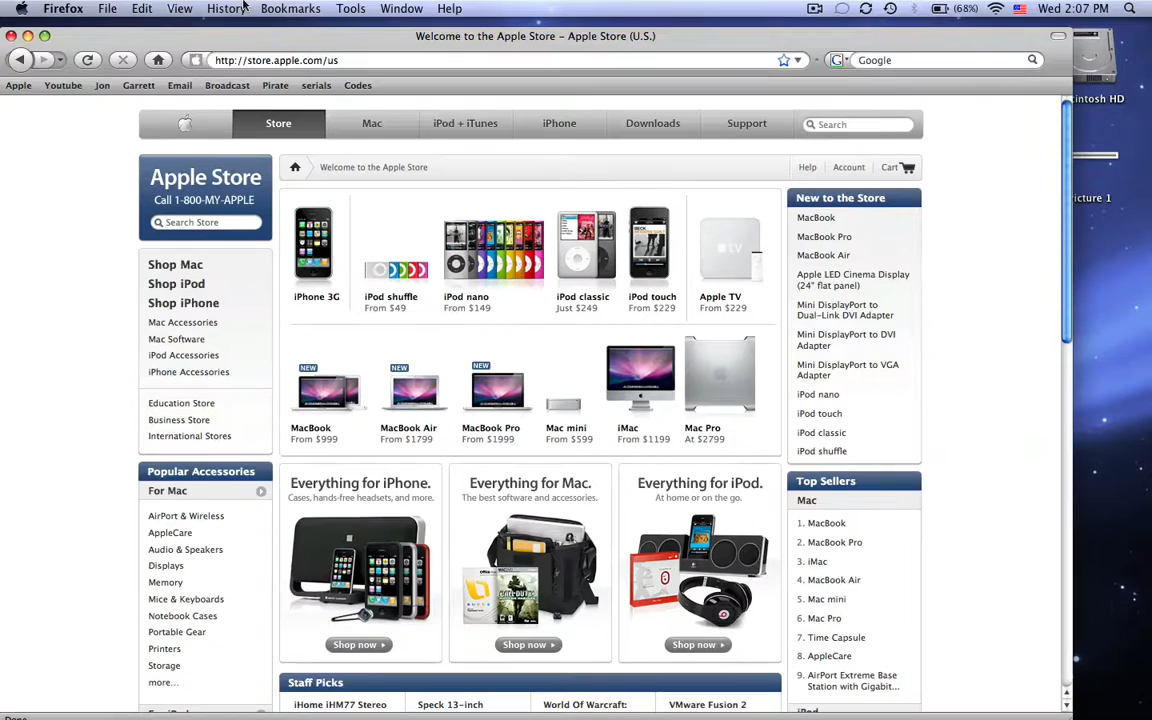 Firefox File Edit View History Bookmarks Tools Window Help (68%) Wed 2:07 PM
Welcome to the Apple Store – Apple Store (U.S.)
http://store.apple.com/us Google
Apple Youtube Jon Garrett Email Broadcast Pirate serials Codes
intosh HD
icture 1
Store Mac iPod + iTunes iPhone Downloads Support Search
Apple Store
Call 1-800-MY-APPLE
Search Store
Welcome to the Apple Store Help Account Cart
Shop Mac
Shop iPod
Shop iPhone
Mac Accessories
Mac Software
iPod Accessories
iPhone Accessories
Education Store
Business Store
International Stores
Popular Accessories
For Mac
AirPort & Wireless
AppleCare
Audio & Speakers
Displays
Memory
Mice & Keyboards
Notebook Cases
Portable Gear
Printers
Storage
more...
iPhone 3G
iPod shuffle
From $49
iPod nano
From $149
iPod classic
Just $249
iPod touch
From $229
Apple TV
From $229
NEW
MacBook
From $999
NEW
MacBook Air
From $1799
NEW
MacBook Pro
From $1999
Mac mini
From $599
iMac
From $1199
Mac Pro
At $2799
Everything for iPhone.
Cases, hands-free headsets, and more.
Shop now
Everything for Mac.
The best software and accessories.
Shop now
Everything for iPod.
At home or on the go.
Shop now
Staff Picks
iHome iHM77 Stereo Speck 13-inch World Of Warcraft: VMware Fusion 2
New to the Store
MacBook
MacBook Pro
MacBook Air
Apple LED Cinema Display
(24" flat panel)
Mini DisplayPort to
Dual-Link DVI Adapter
Mini DisplayPort to DVI
Adapter
Mini DisplayPort to VGA
Adapter
iPod nano
iPod touch
iPod classic
iPod shuffle
Top Sellers
Mac
1. MacBook
2. MacBook Pro
3. iMac
4. MacBook Air
5. Mac mini
6. Mac Pro
7. Time Capsule
8. AppleCare
9. AirPort Extreme Base
Station with Gigabit...